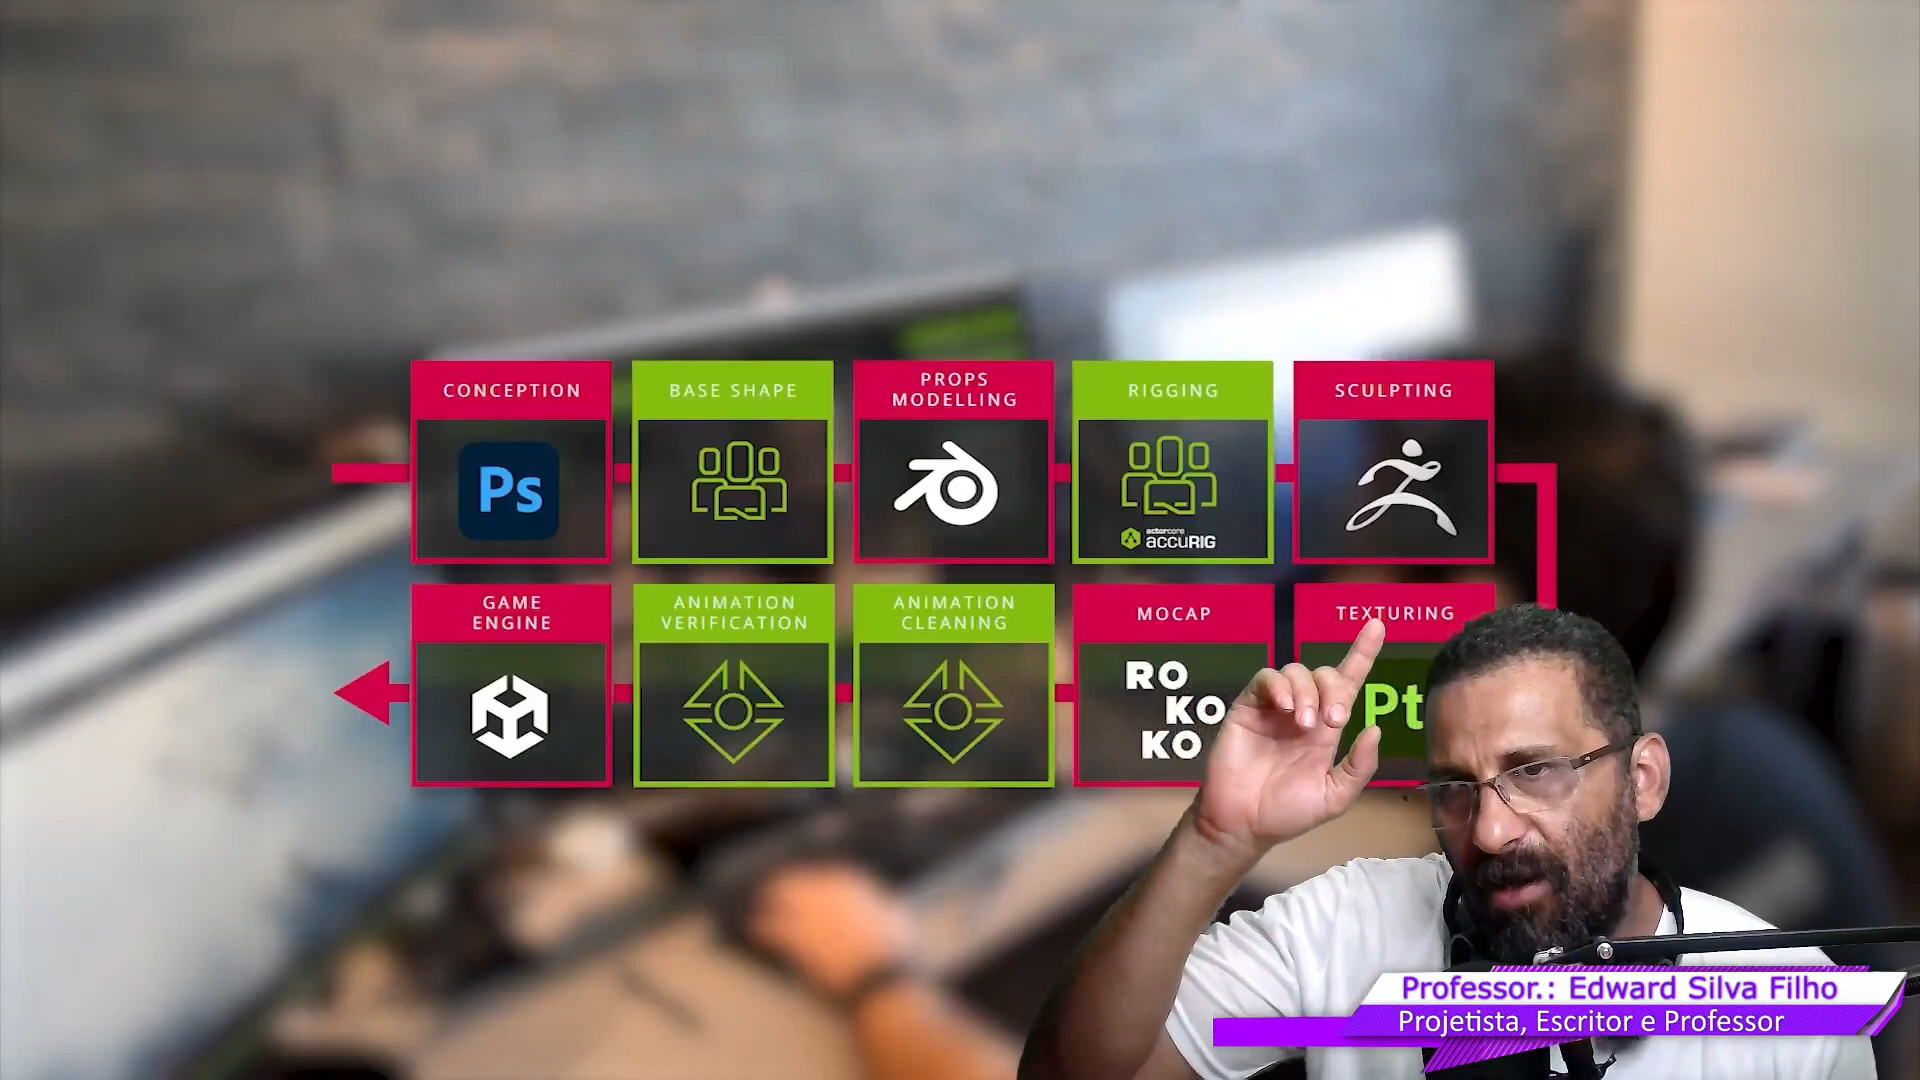 CONCEPTION
Ps
BASE SHAPE
PROPS
MODELLING
RIGGING
actorcore
accuRIG
SCULPTING
GAME
ENGINE
ANIMATION
VERIFICATION
ANIMATION
CLEANING
MOCAP
RO
KO
KO
TEXTURING
Pt
Professor.: Edward Silva Filho
Projetista, Escritor e Professor